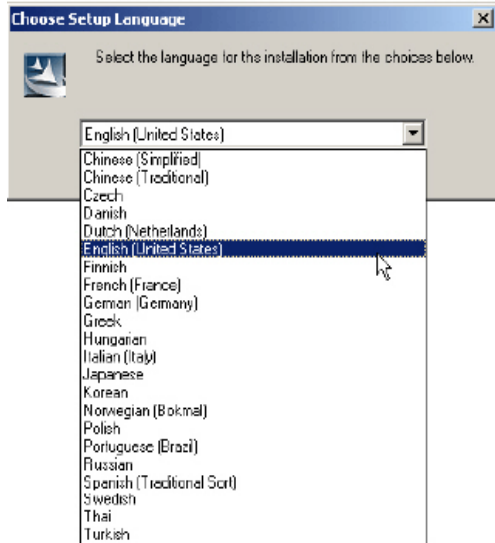 Choose Setup Language
Select the language for the installation from the choices below.
English (United States)
Chinese (Simplified)
Chinese (Traditional)
Czech
Danish
Dutch (Netherlands)
English (United States)
Finnish
French (France)
German (Germany)
Greek
Hungarian
Italian (Italy)
Japanese
Korean
Norwegian (Bokmal)
Polish
Portuguese (Brazil)
Russian
Spanish (Traditional Sort)
Swedish
Thai
Turkish